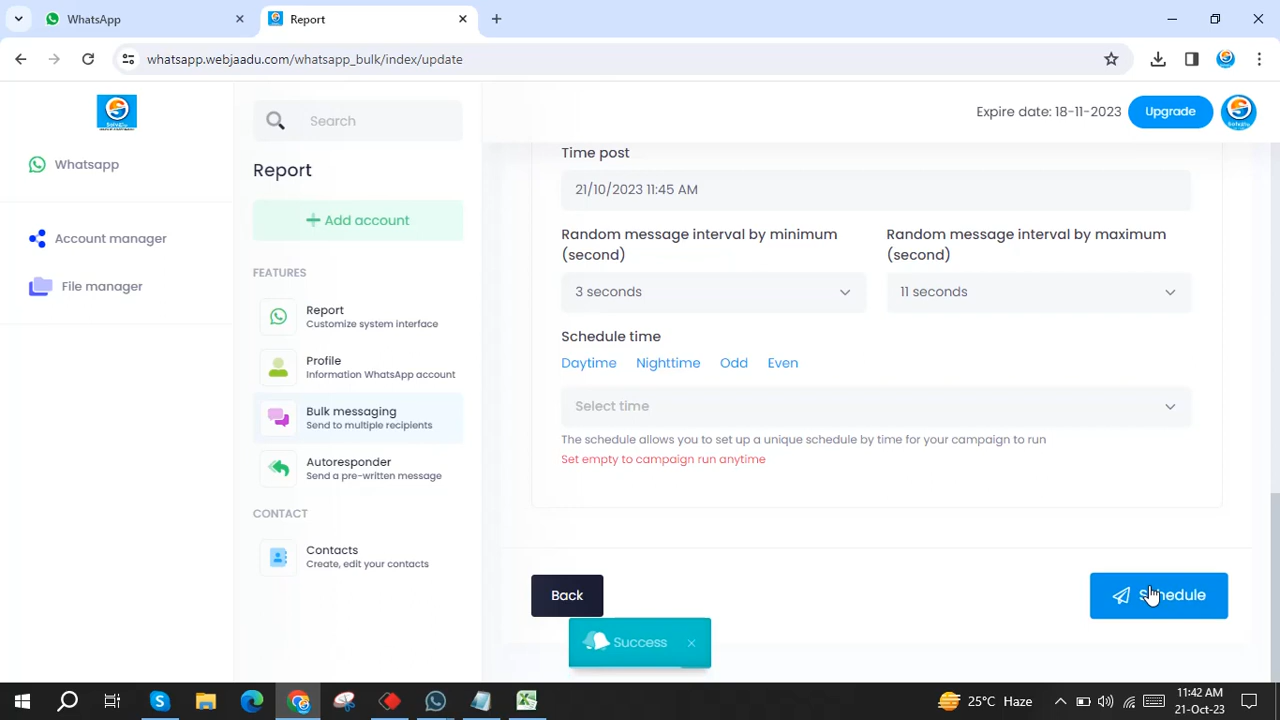 WhatsApp
Report
whatsapp.webjaadu.com/whatsapp_bulk/index/update
Whatsapp
Account manager
File manager
Search
Report
Add account
FEATURES
Report
Customize system interface
Profile
Information WhatsApp account
Bulk messaging
Send to multiple recipients
Autoresponder
Send a pre-written message
CONTACT
Contacts
Create, edit your contacts
Expire date: 18-11-2023
Upgrade
Time post
21/10/2023 11:45 AM
Random message interval by minimum
(second)
Random message interval by maximum
(second)
3 seconds
11 seconds
Schedule time
Daytime Nighttime Odd Even
Select time
The schedule allows you to set up a unique schedule by time for your campaign to run
Set empty to campaign run anytime
Back
Schedule
Success
25°C Haze
11:42 AM
21-Oct-23